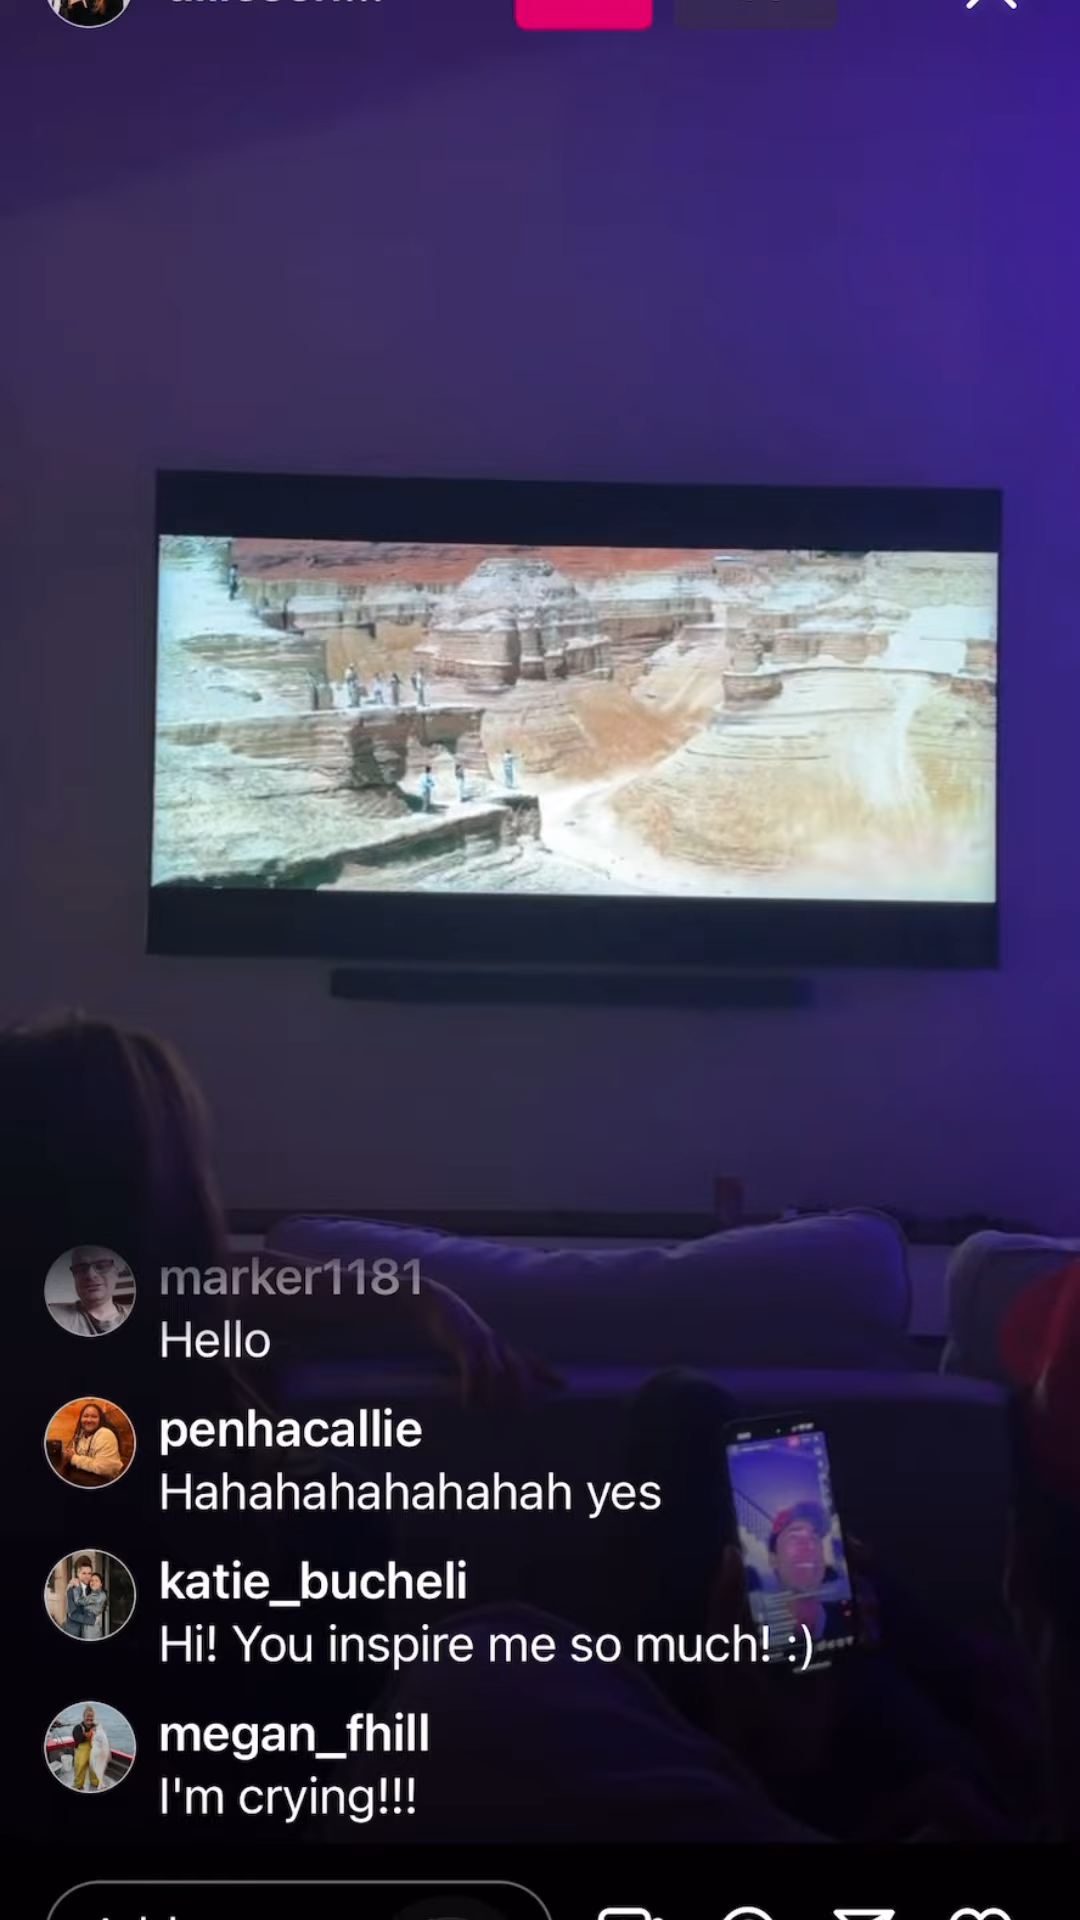 marker1181
Hello
penhacallie
Hahahahahahahah yes
katie_bucheli
Hi! You inspire me so much! :)
megan_fhill
I'm crying!!!